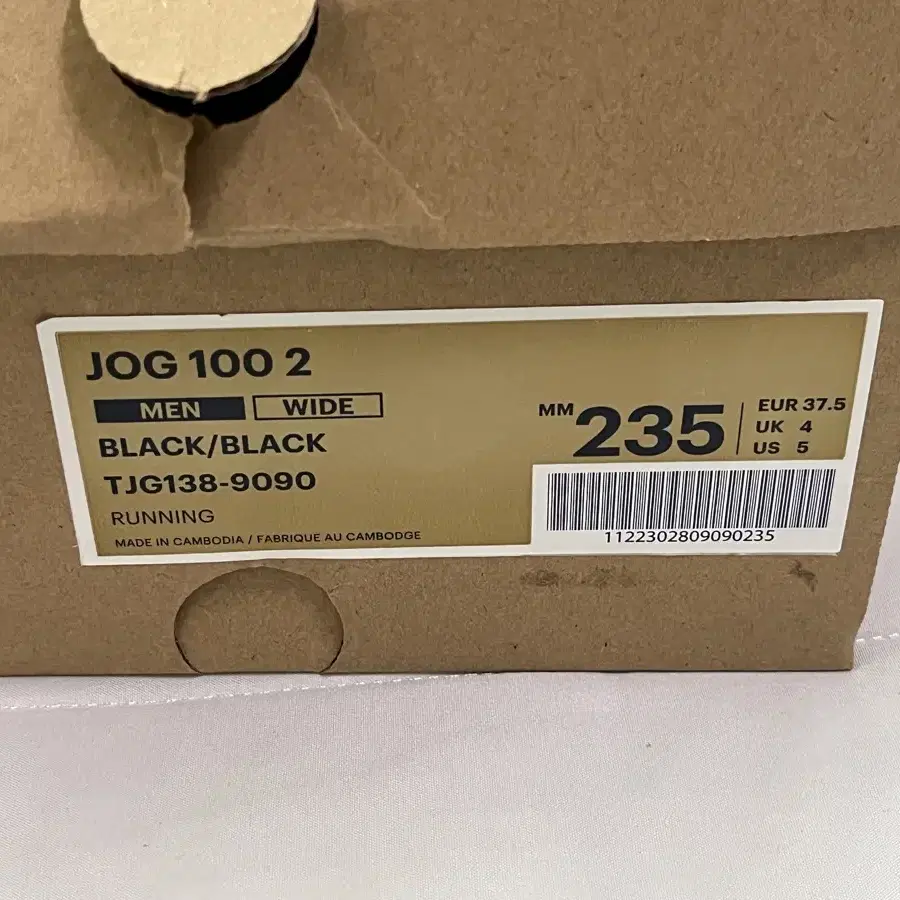 JOG 100 2
MEN WIDE
BLACK/BLACK
TJG138-9090
RUNNING
MADE IN CAMBODIA / FABRIQUE AU CAMBODGE
MM 235
EUR 37.5
UK 4
US 5
1122302809090235